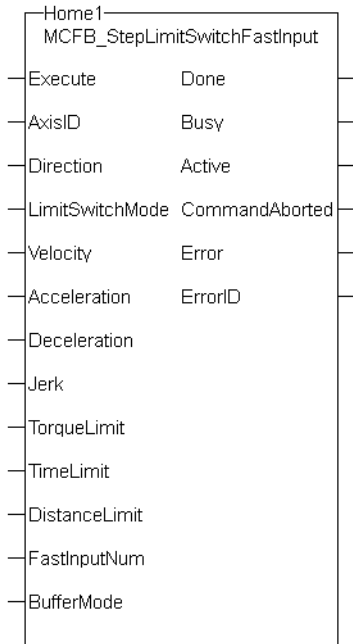 Home1
MCFB_StepLimitSwitchFastInput
Execute Done
AxisID Busy
Direction Active
LimitSwitchMode CommandAborted
Velocity Error
Acceleration ErrorID
Deceleration
Jerk
TorqueLimit
TimeLimit
DistanceLimit
FastInputNum
BufferMode